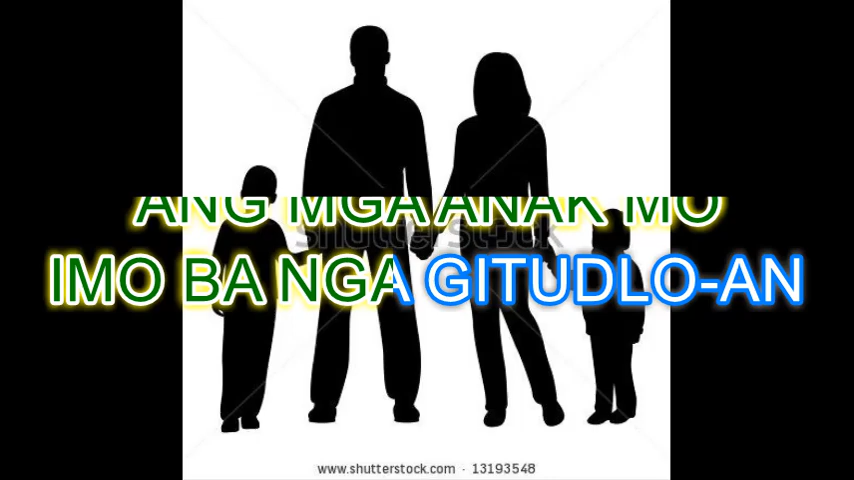 ANG MGA ANAK MO
IMO BA NGA GITUDLO-AN
www.shutterstock.com · 13193548